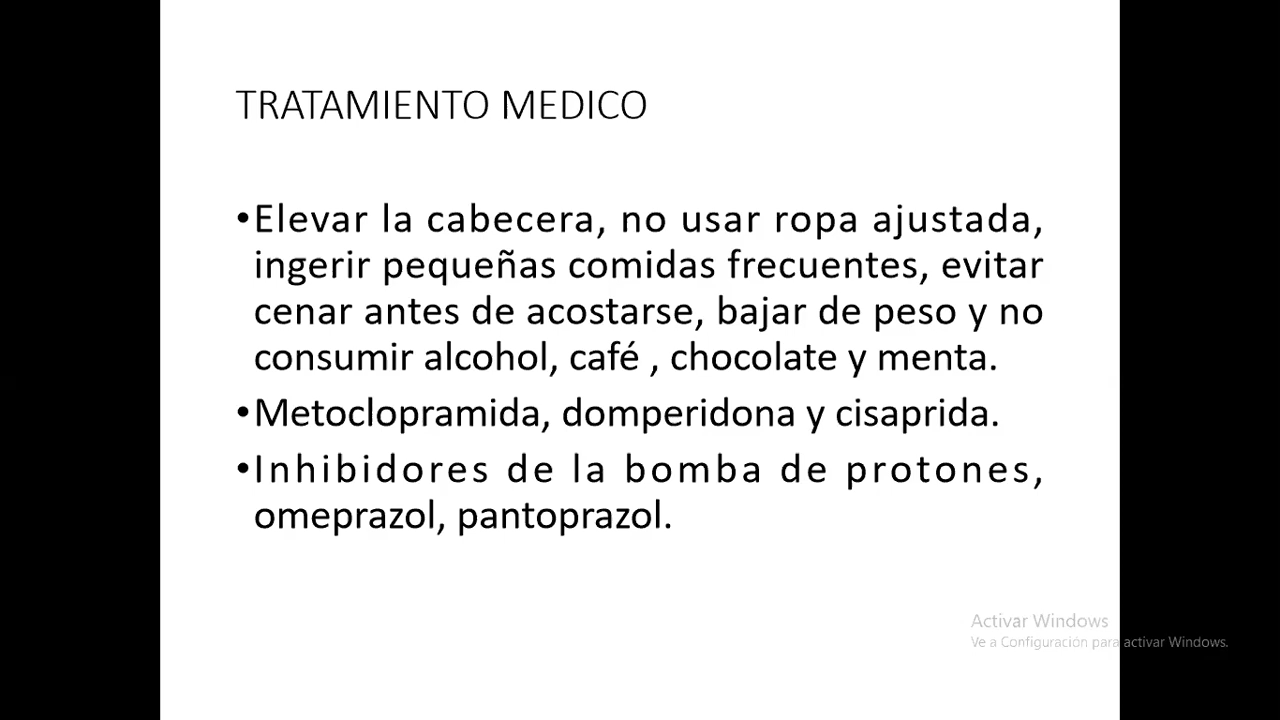 TRATAMIENTO MEDICO
•Elevar la cabecera, no usar ropa ajustada,
ingerir pequeñas comidas frecuentes, evitar
cenar antes de acostarse, bajar de peso y no
consumir alcohol, café , chocolate y menta.
•Metoclopramida, domperidona y cisaprida.
•Inhibidores de la bomba de protones,
omeprazol, pantoprazol.
Activar Windows
Ve a Configuración para activar Windows.